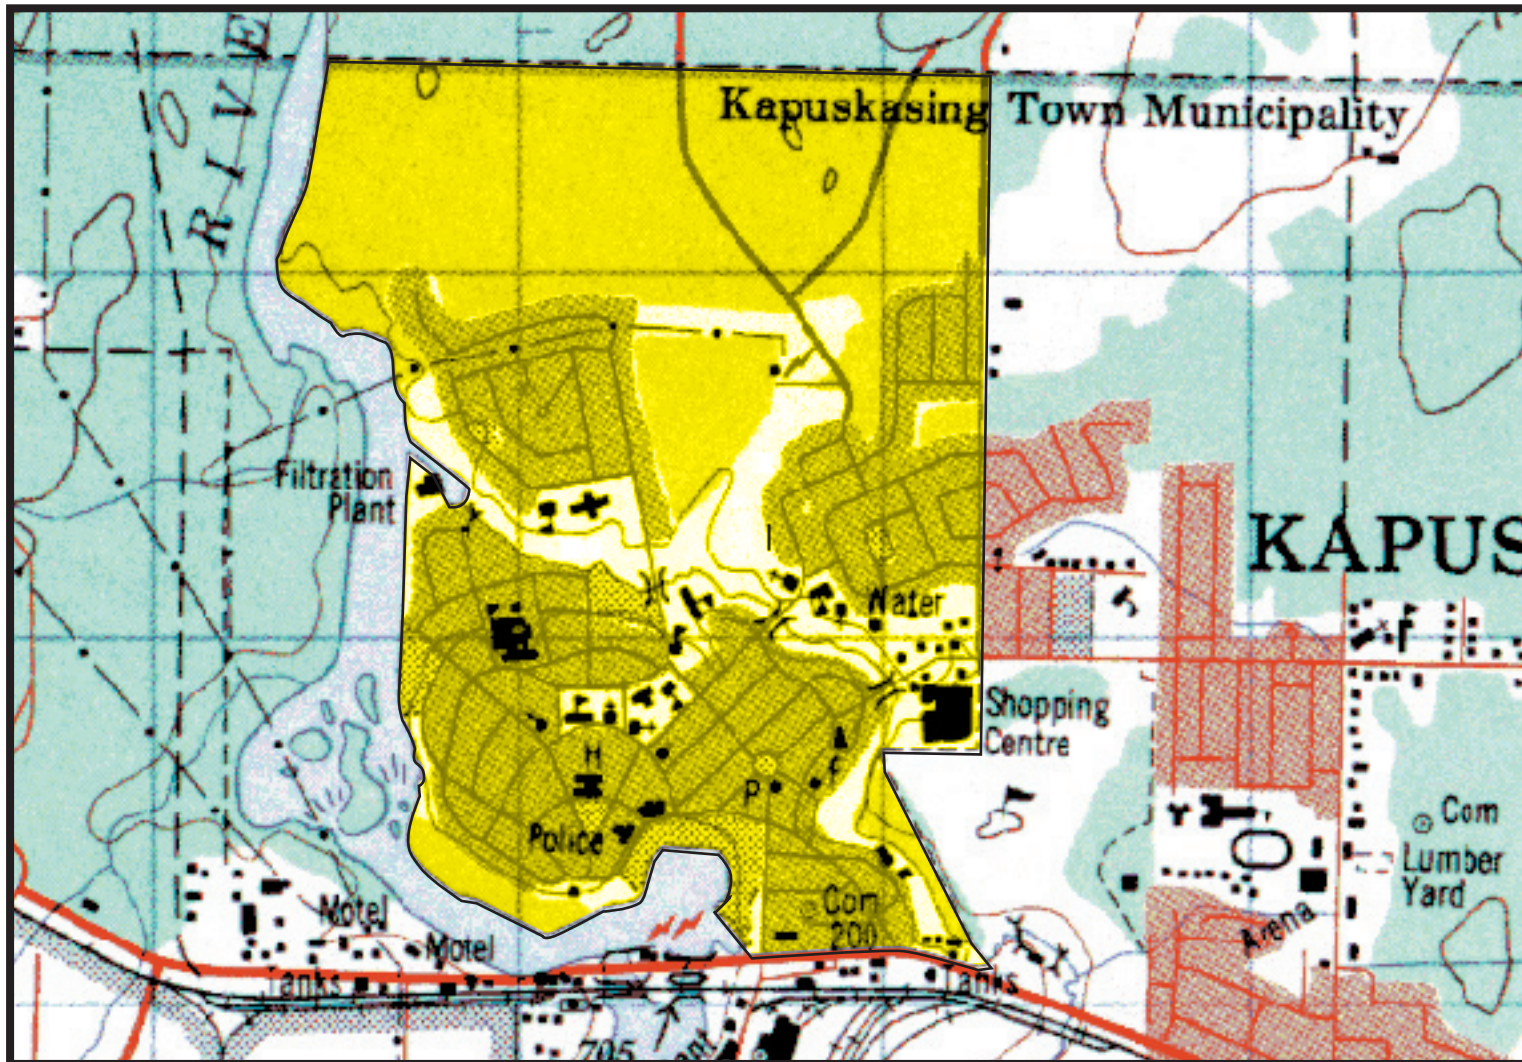 RIVE
Kapuskasing Town Municipality
Filtration
Plant
KAPUS
Water
Shopping
Centre
H
P
F
Police
Com
Lumber
Yard
Arena
Motel
Motel
Com
200
Tanks
Tanks
705